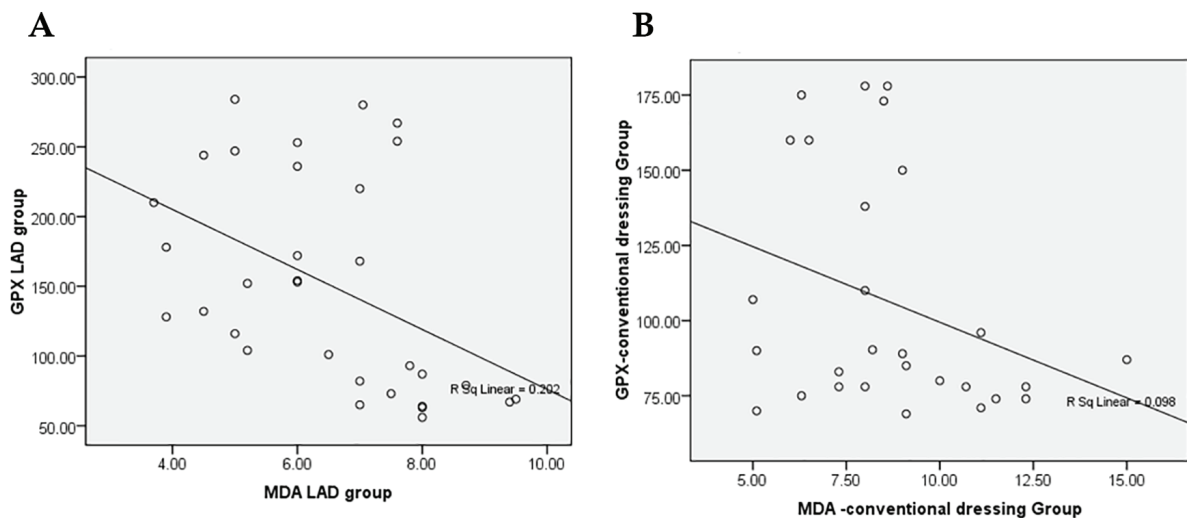 A
B
300.00
250.00
200.00
150.00
100.00
50.00
GPX LAD group
R Sq Linear = 0.202
4.00
6.00
8.00
10.00
MDA LAD group
175.00
150.00
125.00
100.00
75.00
GPX-conventional dressing Group
R Sq Linear = 0.098
5.00
7.50
10.00
12.50
15.00
MDA -conventional dressing Group